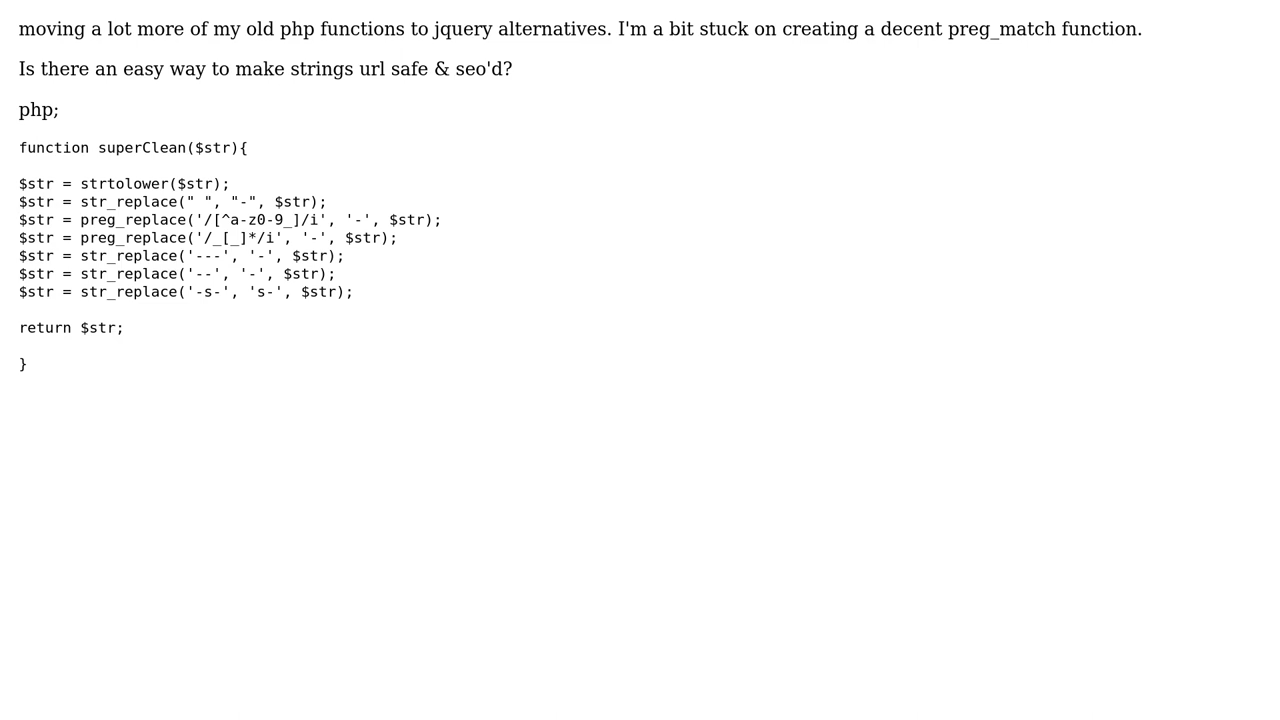 moving a lot more of my old php functions to jquery alternatives. I'm a bit stuck on creating a decent preg_match function.
Is there an easy way to make strings url safe & seo'd?
php;
function superClean($str){
$str = strtolower($str);
$str = str_replace(" ", "-", $str);
$str = preg_replace('/[^a-z0-9_]/i', '-', $str);
$str = preg_replace('/_[_]*/i', '-', $str);
$str = str_replace('---', '-', $str);
$str = str_replace('--', '-', $str);
$str = str_replace('-s-', 's-', $str);
return $str;
}